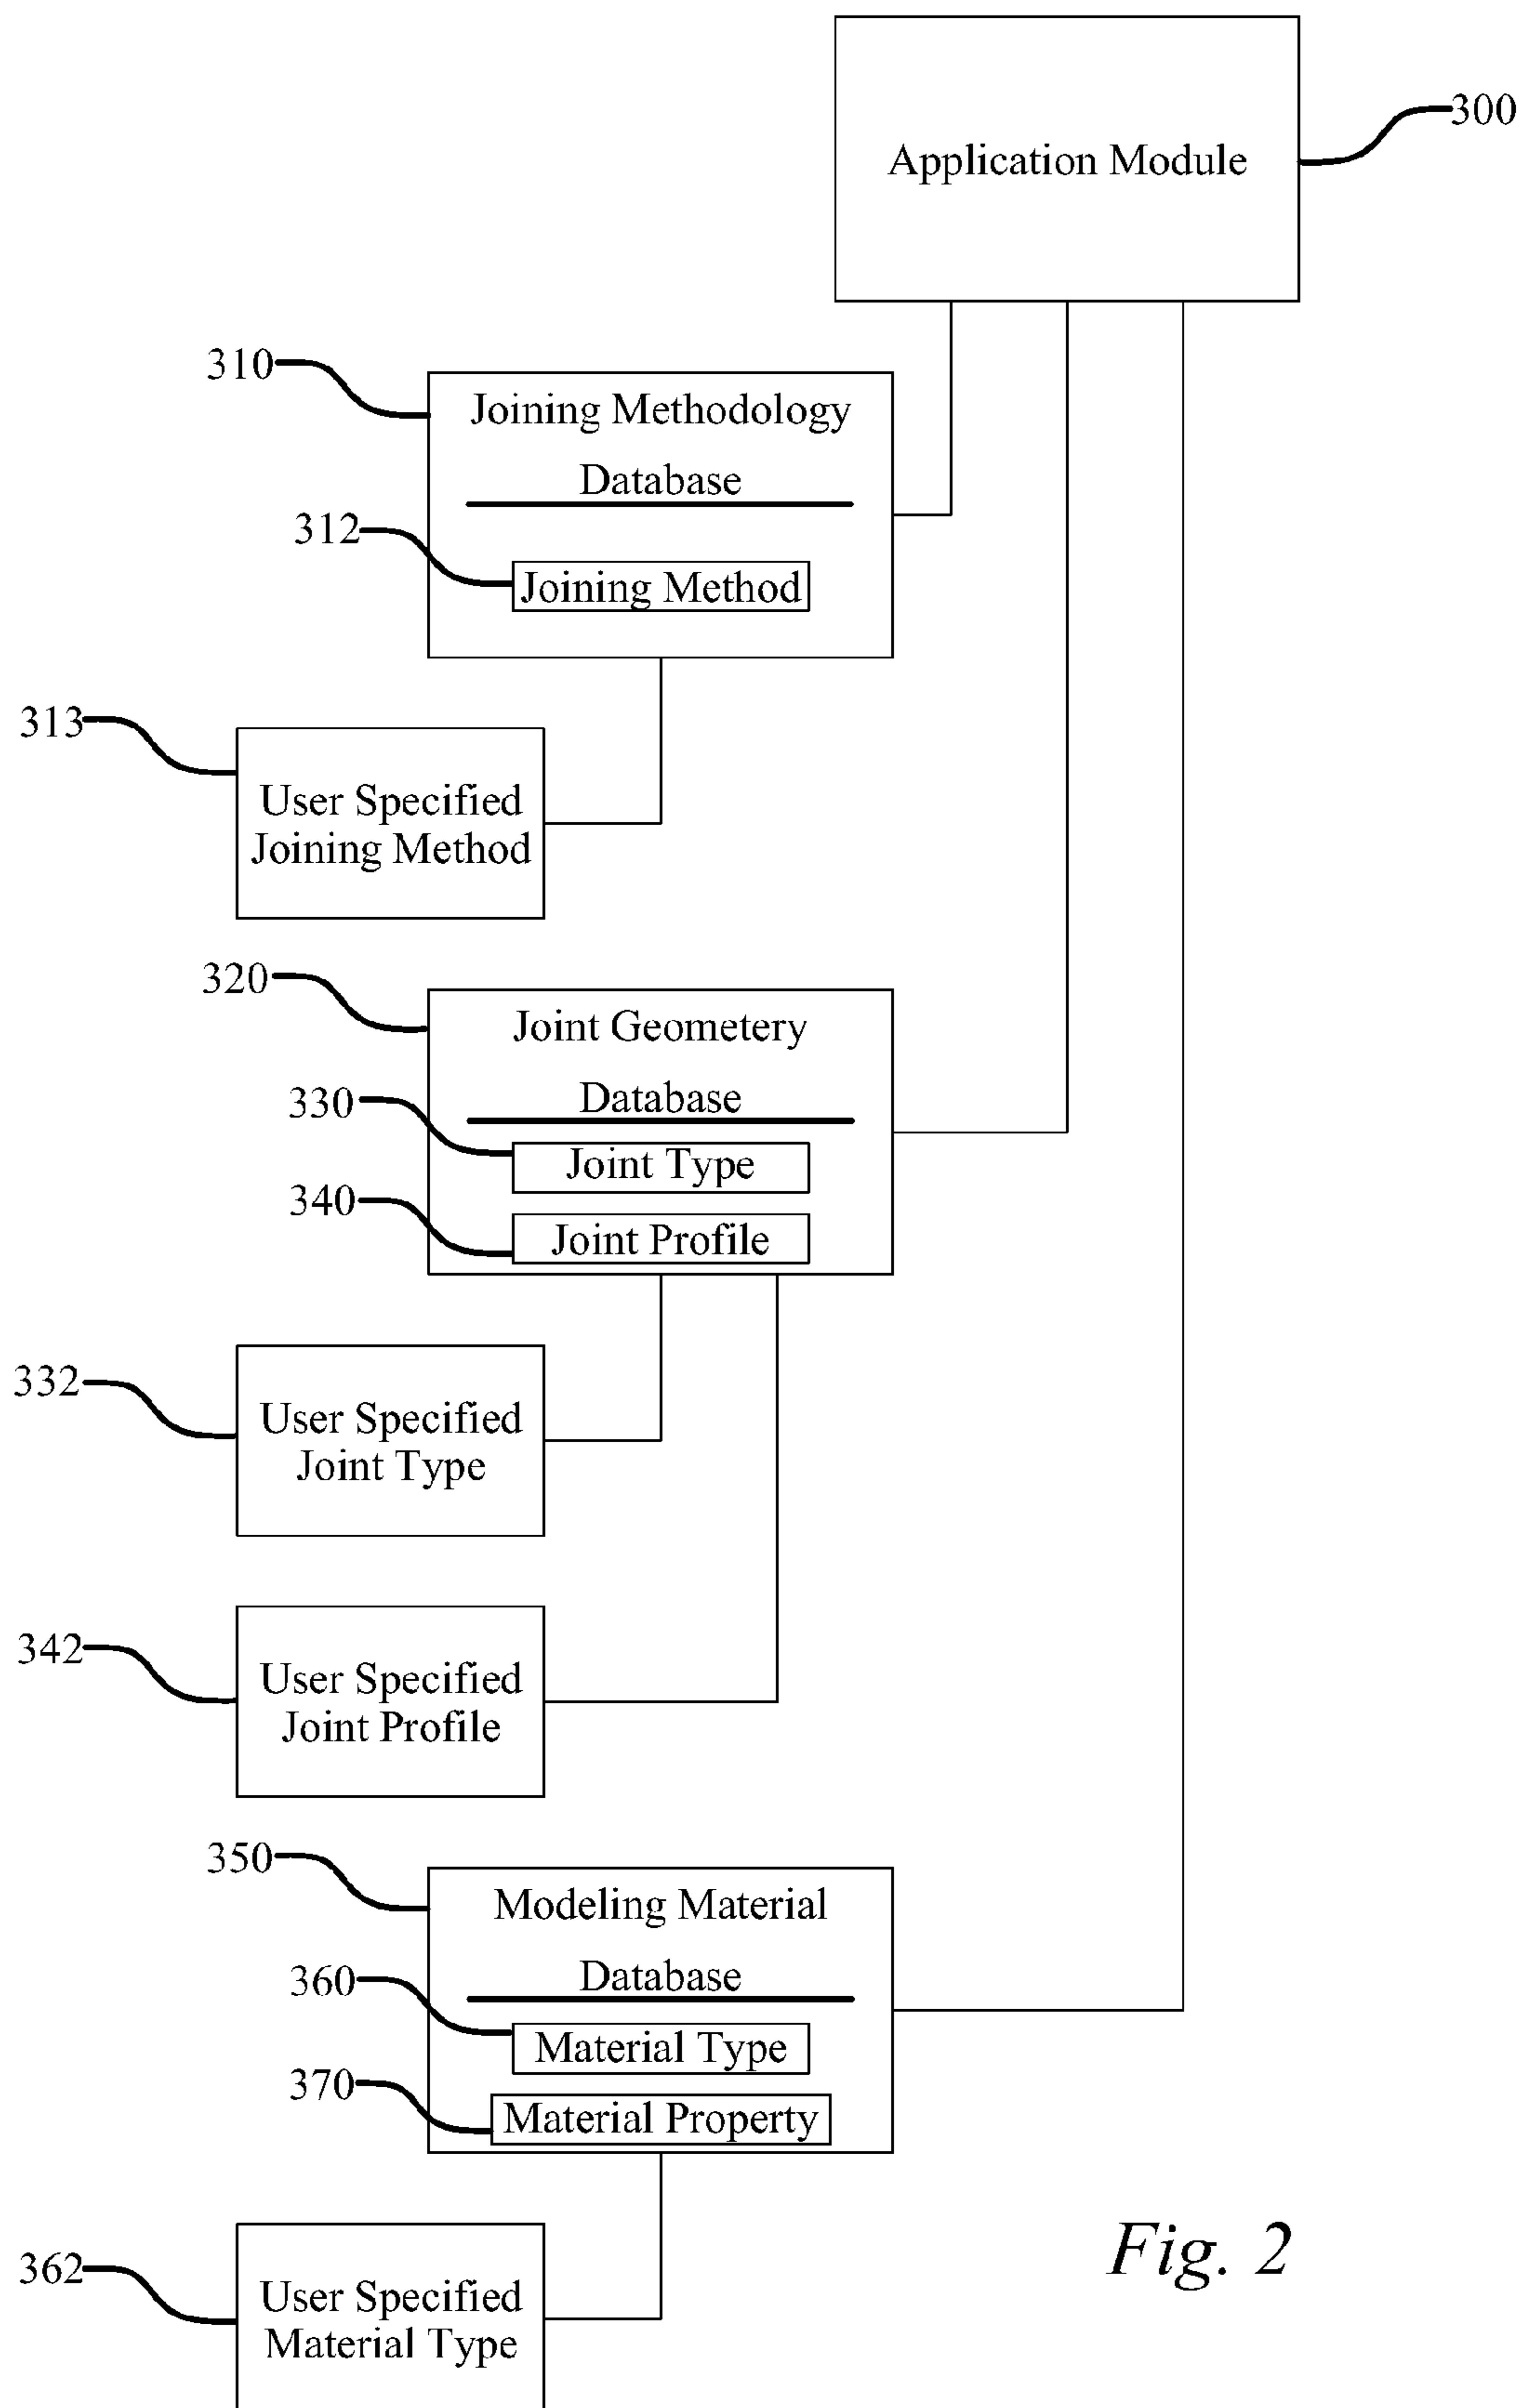 Application Module
300
310
Joining Methodology
Database
312
Joining Method
313
User Specified
Joining Method
320
Joint Geometery
Database
330
Joint Type
340
Joint Profile
332
User Specified
Joint Type
342
User Specified
Joint Profile
350
Modeling Material
Database
360
Material Type
370
Material Property
362
User Specified
Material Type
Fig. 2